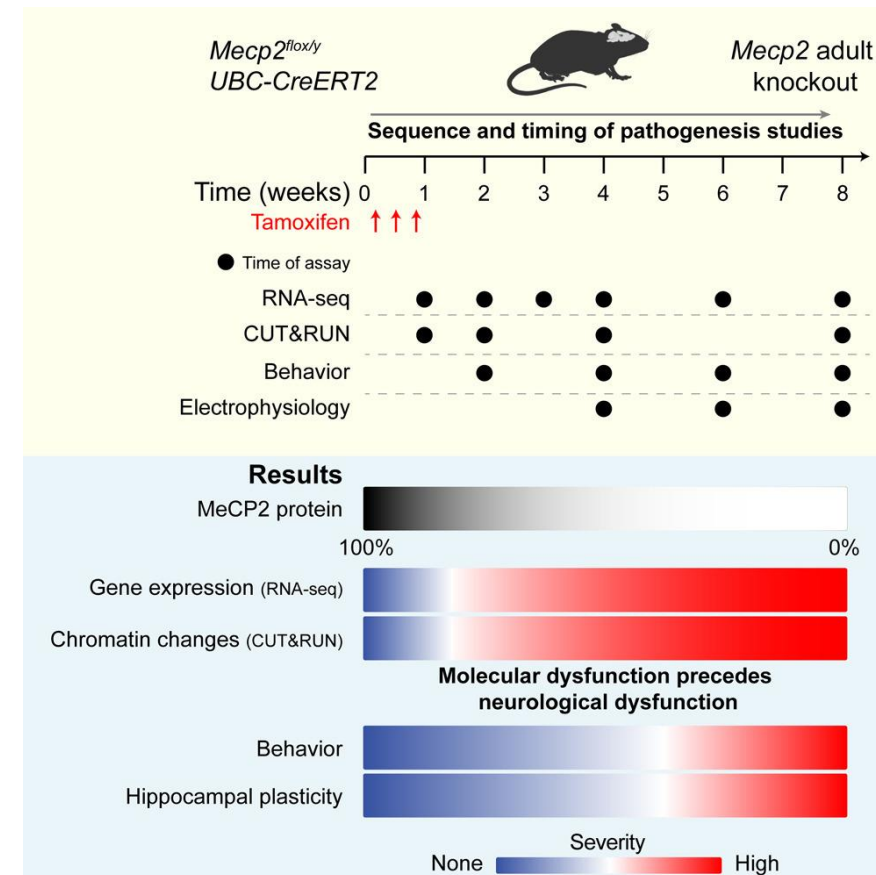 Mecp2flox/y
UBC-CreERT2
Mecp2 adult
knockout
Sequence and timing of pathogenesis studies
Time (weeks) 0 1 2 3 4 5 6 7 8
Tamoxifen
Time of assay
RNA-seq
CUT&RUN
Behavior
Electrophysiology
Results
MeCP2 protein
100% 0%
Gene expression (RNA-seq)
Chromatin changes (CUT&RUN)
Molecular dysfunction precedes
neurological dysfunction
Behavior
Hippocampal plasticity
Severity
None High